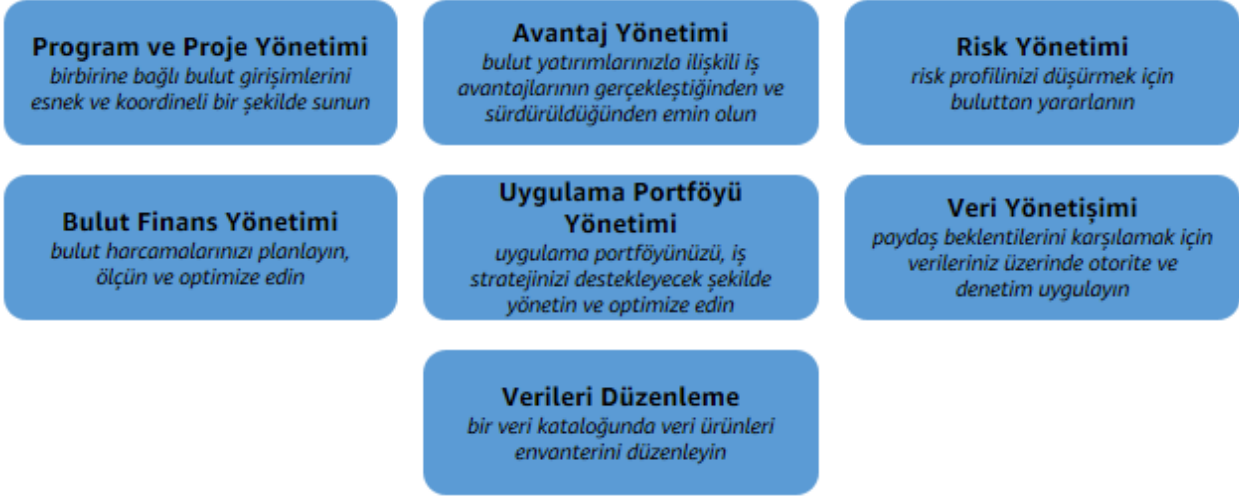 Program ve Proje Yönetimi
birbirine bağlı bulut girişimlerini
esnek ve koordineli bir şekilde sunun
Avantaj Yönetimi
bulut yatırımlarınızla ilişkili iş
avantajlarının gerçekleştiğinden ve
sürdürüldüğünden emin olun
Risk Yönetimi
risk profilinizi düşürmek için
buluttan yararlanın
Bulut Finans Yönetimi
bulut harcamalarınızı planlayın,
ölçün ve optimize edin
Uygulama Portföyü
Yönetimi
uygulama portföyünüzü, iş
stratejinizi destekleyecek şekilde
yönetin ve optimize edin
Veri Yönetişimi
paydaş beklentilerini karşılamak için
verileriniz üzerinde otorite ve
denetim uygulayın
Verileri Düzenleme
bir veri kataloğunda veri ürünleri
envanterini düzenleyin